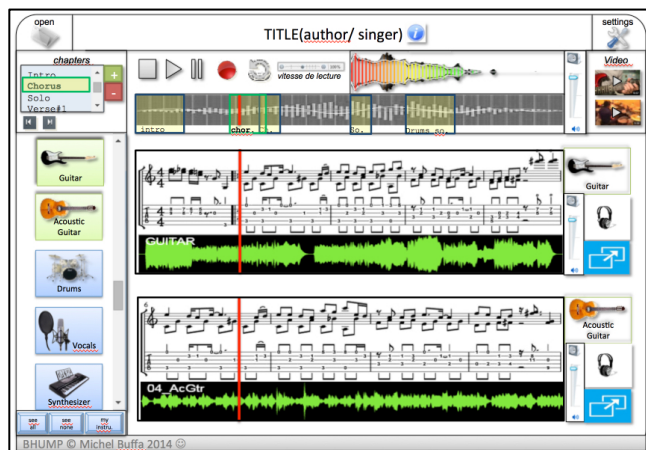 open
TITLE(author/ singer)
settings
chapters
Intro
Chorus
Solo
Verse#1
+
-
vitesse de lecture
100%
Video
intro
chor.
So.
Drums so.
Guitar
Acoustic
Guitar
Drums
Vocals
Synthesizer
see
all
see
none
my
instru.
GUITAR
Guitar
6
04_AcGtr
Acoustic
Guitar
BHUMP © Michel Buffa 2014 ☺